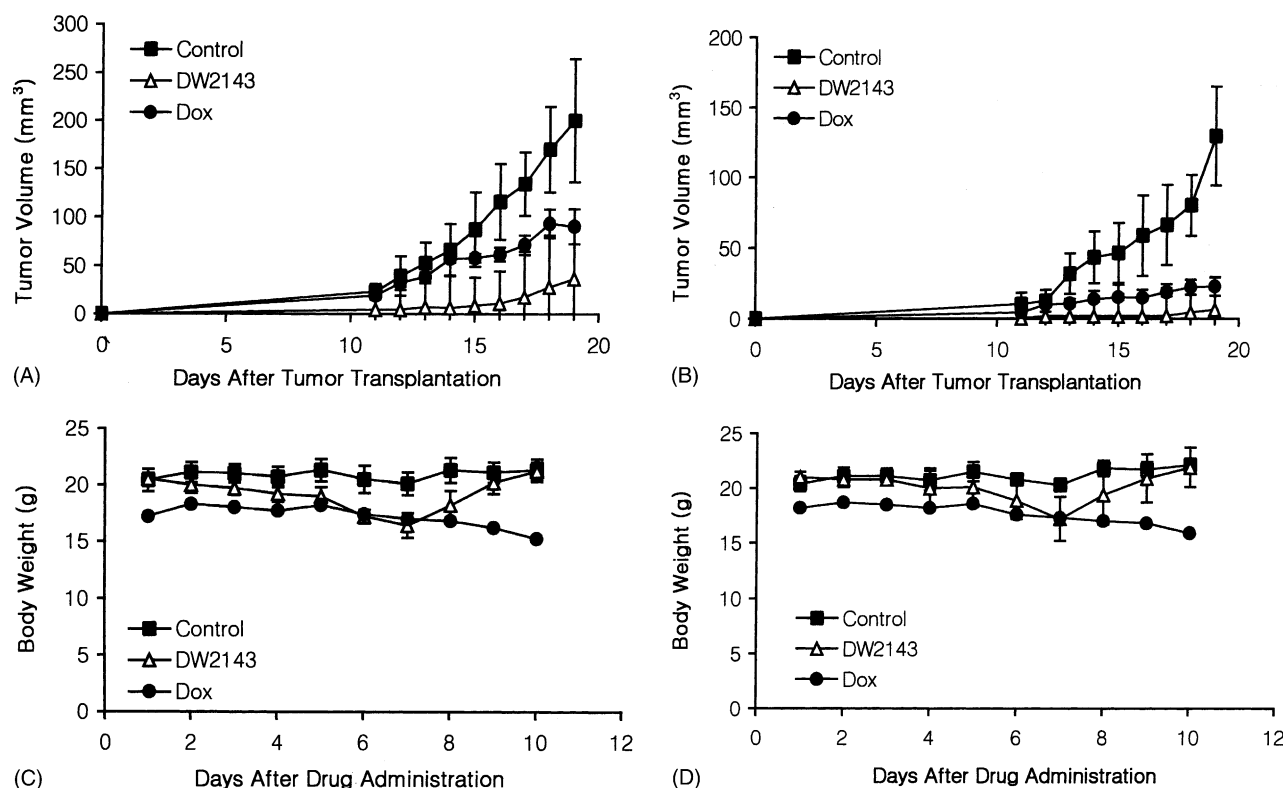 300
250
200
150
100
50
0
Tumor Volume (mm³)
Control
DW2143
Dox
0 5 10 15 20
(A) Days After Tumor Transplantation
200
150
100
50
0
Tumor Volume (mm³)
Control
DW2143
Dox
0 5 10 15 20
(B) Days After Tumor Transplantation
25
20
15
10
5
0
Body Weight (g)
Control
DW2143
Dox
0 2 4 6 8 10 12
(C) Days After Drug Administration
25
20
15
10
5
0
Body Weight (g)
Control
DW2143
Dox
0 2 4 6 8 10 12
(D) Days After Drug Administration